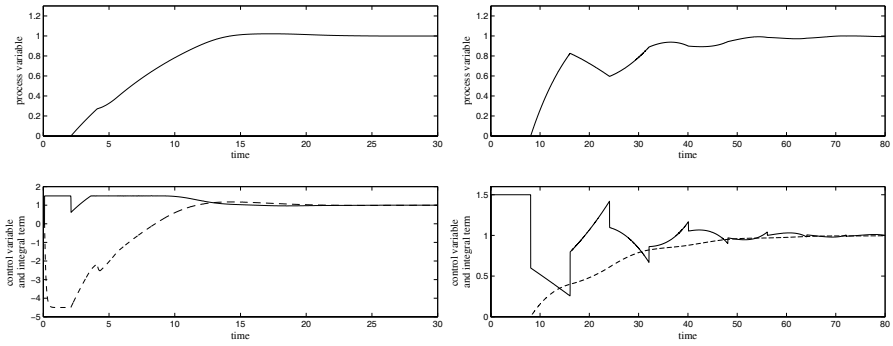 process variable
1.2
1
0.8
0.6
0.4
0.2
0
0 5 10 15 20 25 30
time
process variable
1.2
1
0.8
0.6
0.4
0.2
0
0 10 20 30 40 50 60 70 80
time
control variable
and integral term
2
1
0
−1
−2
−3
−4
−5
0 5 10 15 20 25 30
time
control variable
and integral term
1.5
1
0.5
0
0 10 20 30 40 50 60 70 80
time